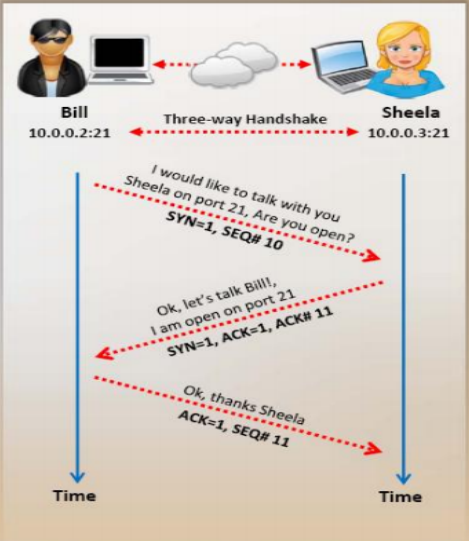 Bill
Sheela
10.0.0.2:21
Three-way Handshake
10.0.0.3:21
I would like to talk with you
Sheela on port 21, Are you open?
SYN=1, SEQ# 10
Ok, let's talk Bill!,
I am open on port 21
SYN=1, ACK=1, ACK# 11
Ok, thanks Sheela
ACK=1, SEQ# 11
Time
Time